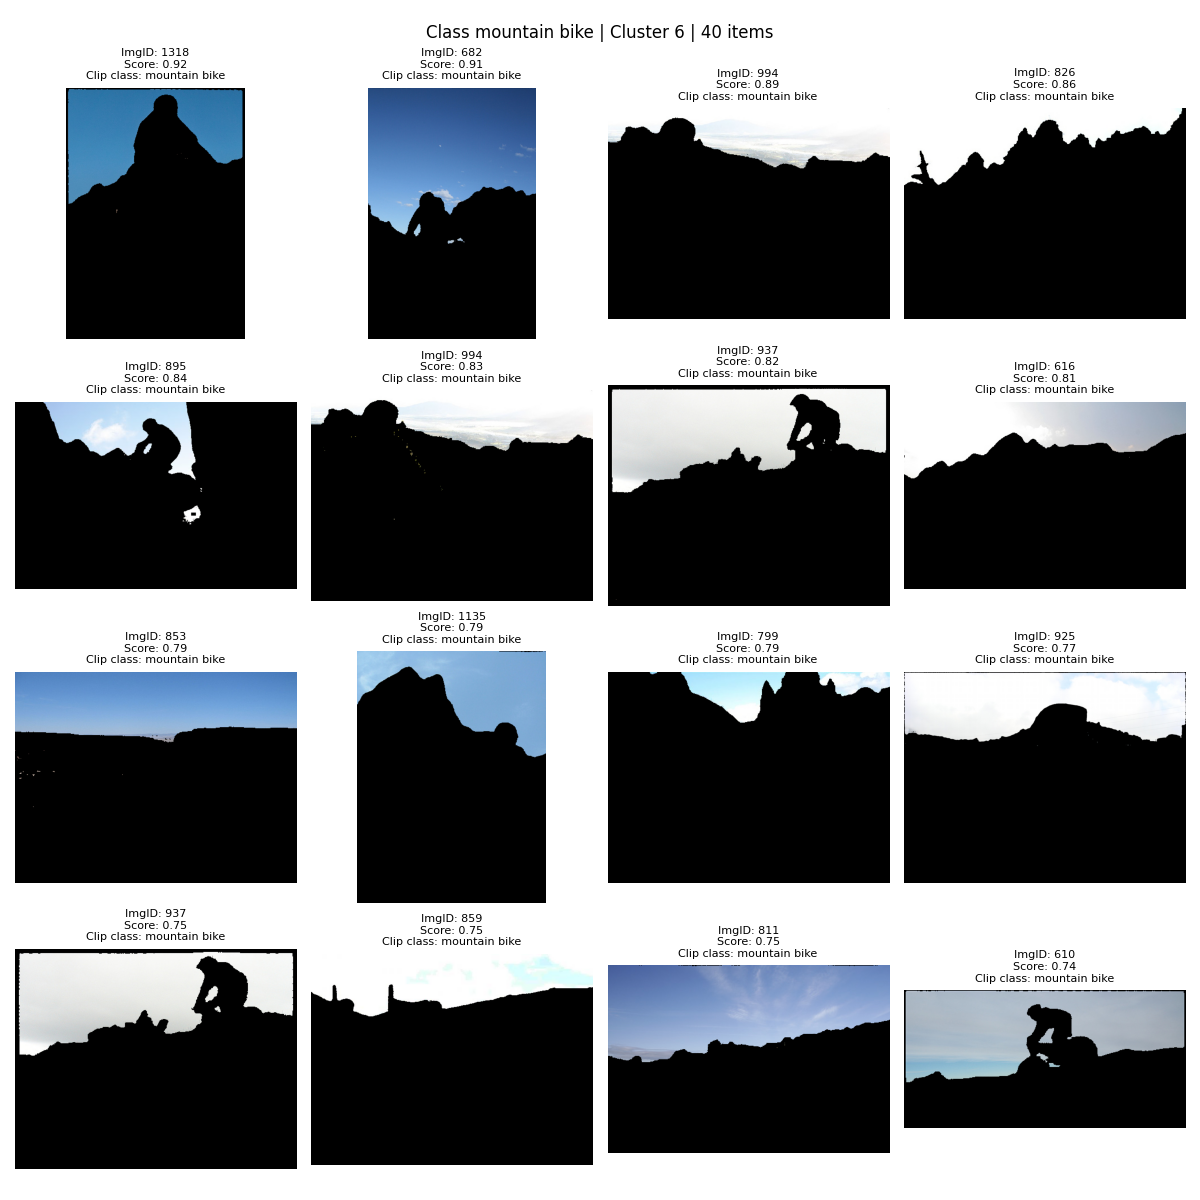 Class mountain bike | Cluster 6 | 40 items
ImgID: 1318
Score: 0.92
Clip class: mountain bike
ImgID: 682
Score: 0.91
Clip class: mountain bike
ImgID: 994
Score: 0.89
Clip class: mountain bike
ImgID: 826
Score: 0.86
Clip class: mountain bike
ImgID: 895
Score: 0.84
Clip class: mountain bike
ImgID: 994
Score: 0.83
Clip class: mountain bike
ImgID: 937
Score: 0.82
Clip class: mountain bike
ImgID: 616
Score: 0.81
Clip class: mountain bike
ImgID: 853
Score: 0.79
Clip class: mountain bike
ImgID: 1135
Score: 0.79
Clip class: mountain bike
ImgID: 799
Score: 0.79
Clip class: mountain bike
ImgID: 925
Score: 0.77
Clip class: mountain bike
ImgID: 937
Score: 0.75
Clip class: mountain bike
ImgID: 859
Score: 0.75
Clip class: mountain bike
ImgID: 811
Score: 0.75
Clip class: mountain bike
ImgID: 610
Score: 0.74
Clip class: mountain bike